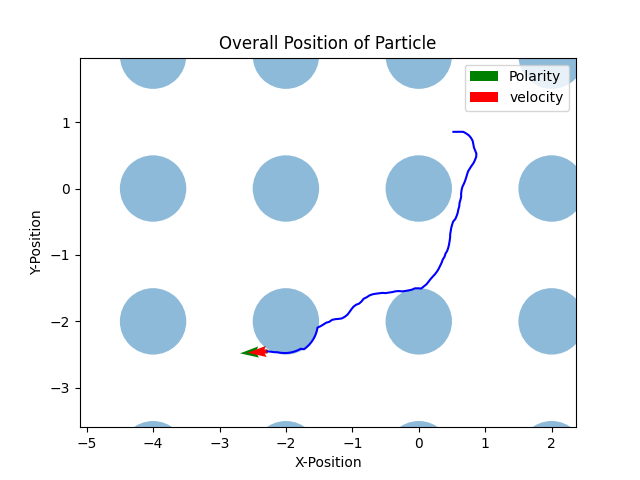 Overall Position of Particle
Polarity
velocity
1
0
−1
−2
−3
Y-Position
−5 −4 −3 −2 −1 0 1 2
X-Position